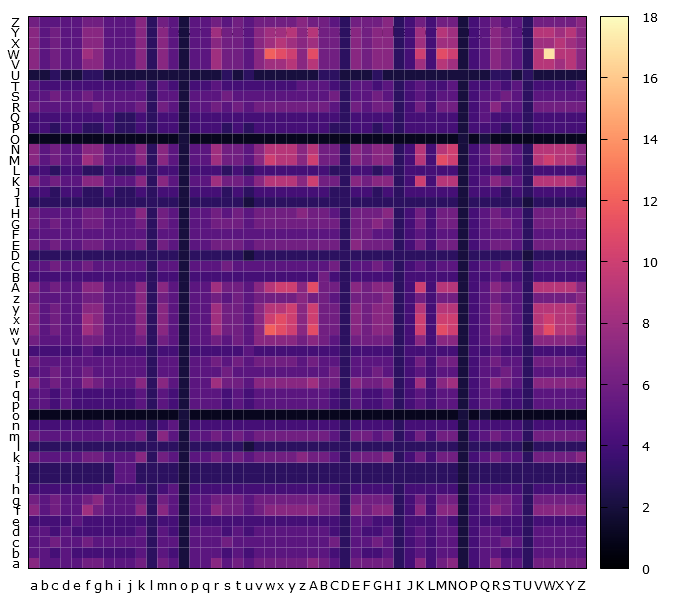 Z
Y
X
W
V
U
T
S
R
Q
P
O
N
M
L
K
J
I
H
G
F
E
D
C
B
A
z
y
x
w
v
u
t
s
r
q
p
o
n
m
l
k
j
i
h
g
f
e
d
c
b
a
a b c d e f g h i j k l m n o p q r s t u v w x y z A B C D E F G H I J K L M N O P Q R S T U V W X Y Z
18
16
14
12
10
8
6
4
2
0